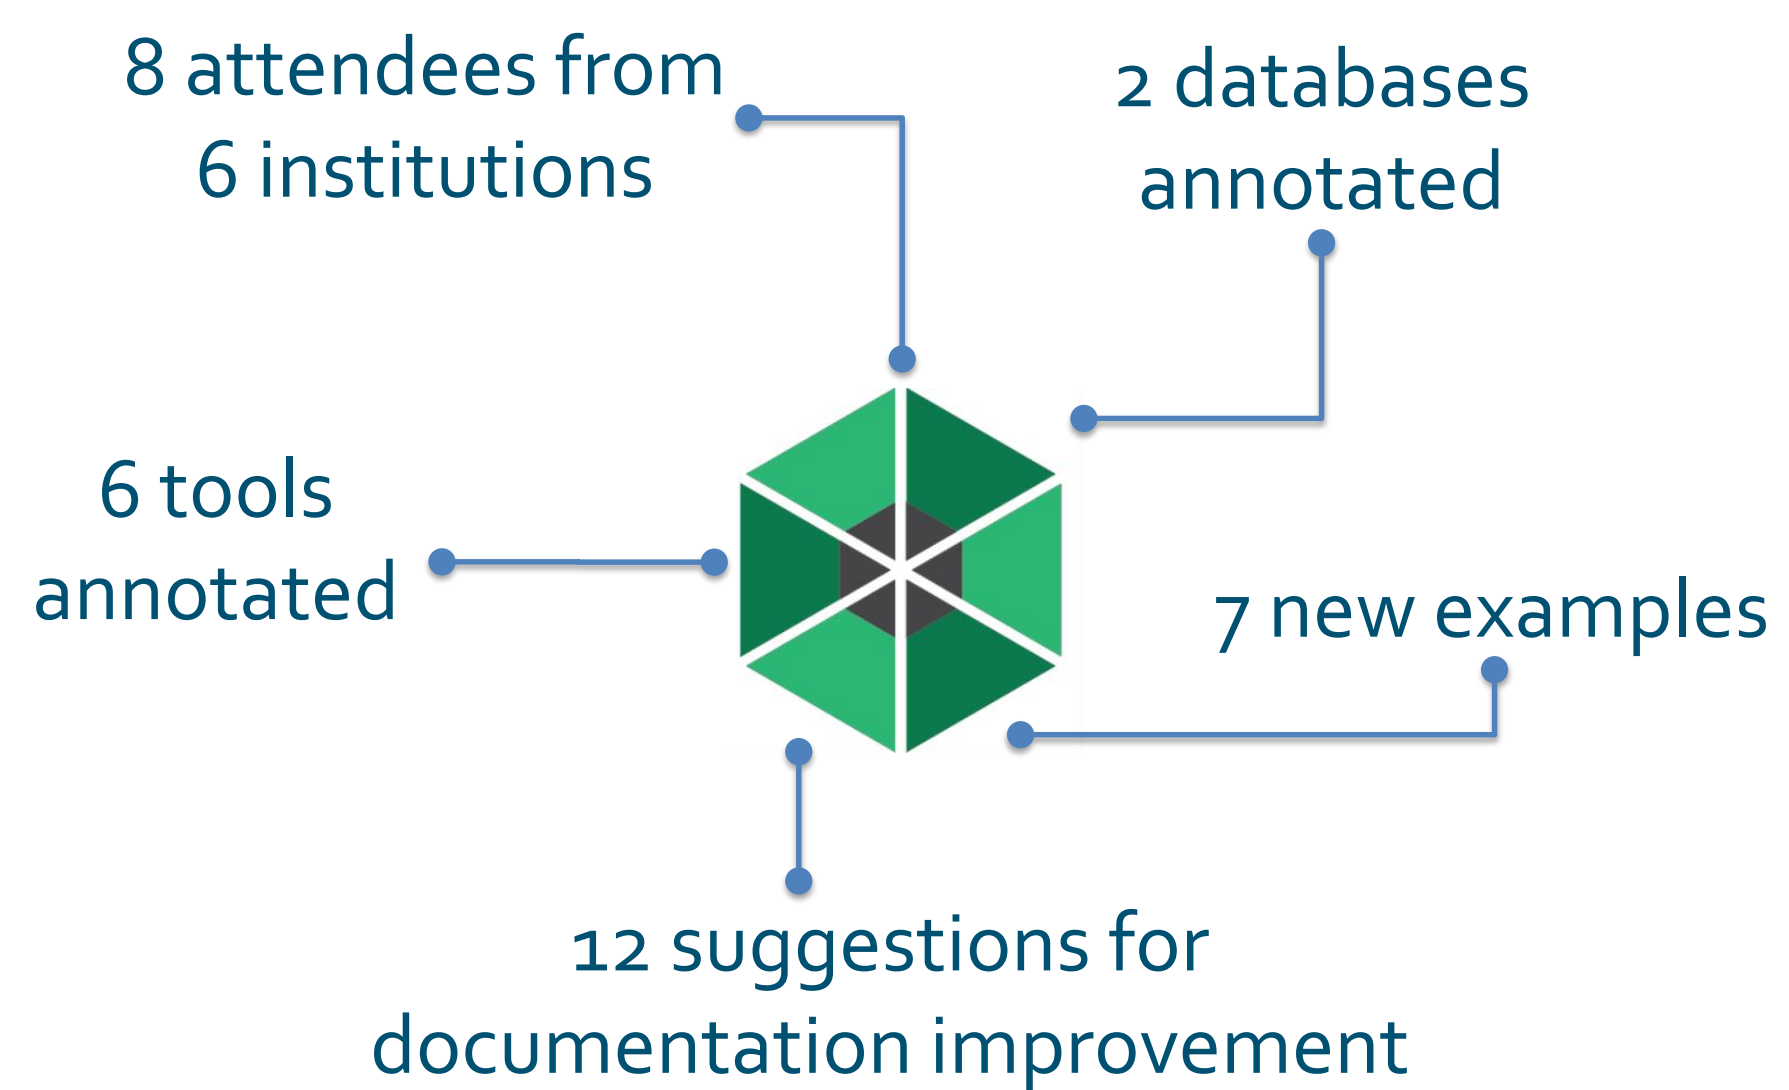 8 attendees from
6 institutions
2 databases
annotated
6 tools
annotated
7 new examples
12 suggestions for
documentation improvement